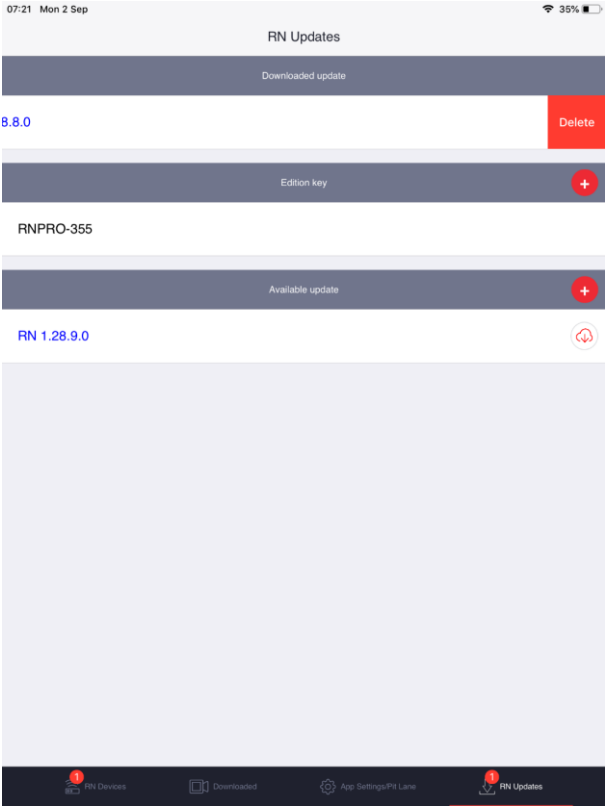 07:21 Mon 2 Sep 35%
RN Updates
Downloaded update
8.8.0 Delete
Edition key +
RNPRO-355
Available update +
RN 1.28.9.0
1 RN Devices Downloaded App Settings/Pit Lane 1 RN Updates